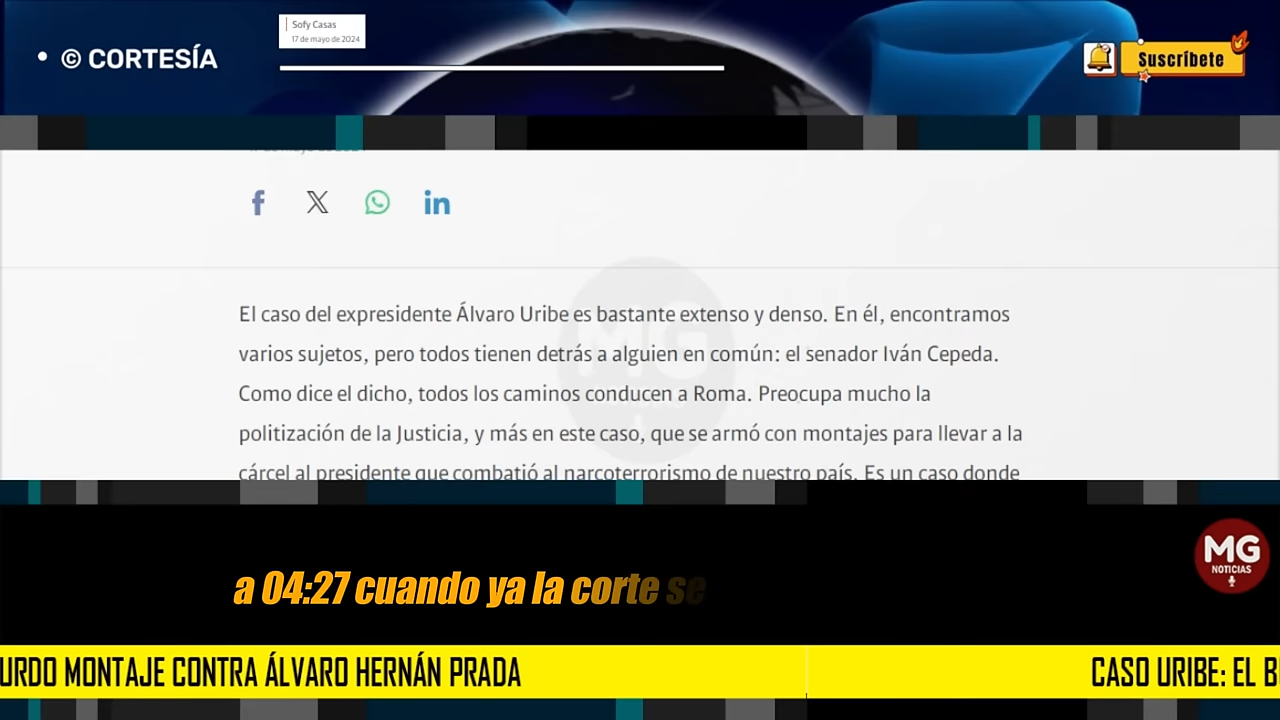 Sofy Casas
17 de mayo de 2024
• © CORTESÍA
Suscríbete
El caso del expresidente Álvaro Uribe es bastante extenso y denso. En él, encontramos
varios sujetos, pero todos tienen detrás a alguien en común: el senador Iván Cepeda.
Como dice el dicho, todos los caminos conducen a Roma. Preocupa mucho la
politización de la Justicia, y más en este caso, que se armó con montajes para llevar a la
cárcel al presidente que combatió al narcoterrorismo de nuestro país. Es un caso donde
MG
NOTICIAS
a 04:27 cuando ya la corte se
URDO MONTAJE CONTRA ÁLVARO HERNÁN PRADA
CASO URIBE: EL B